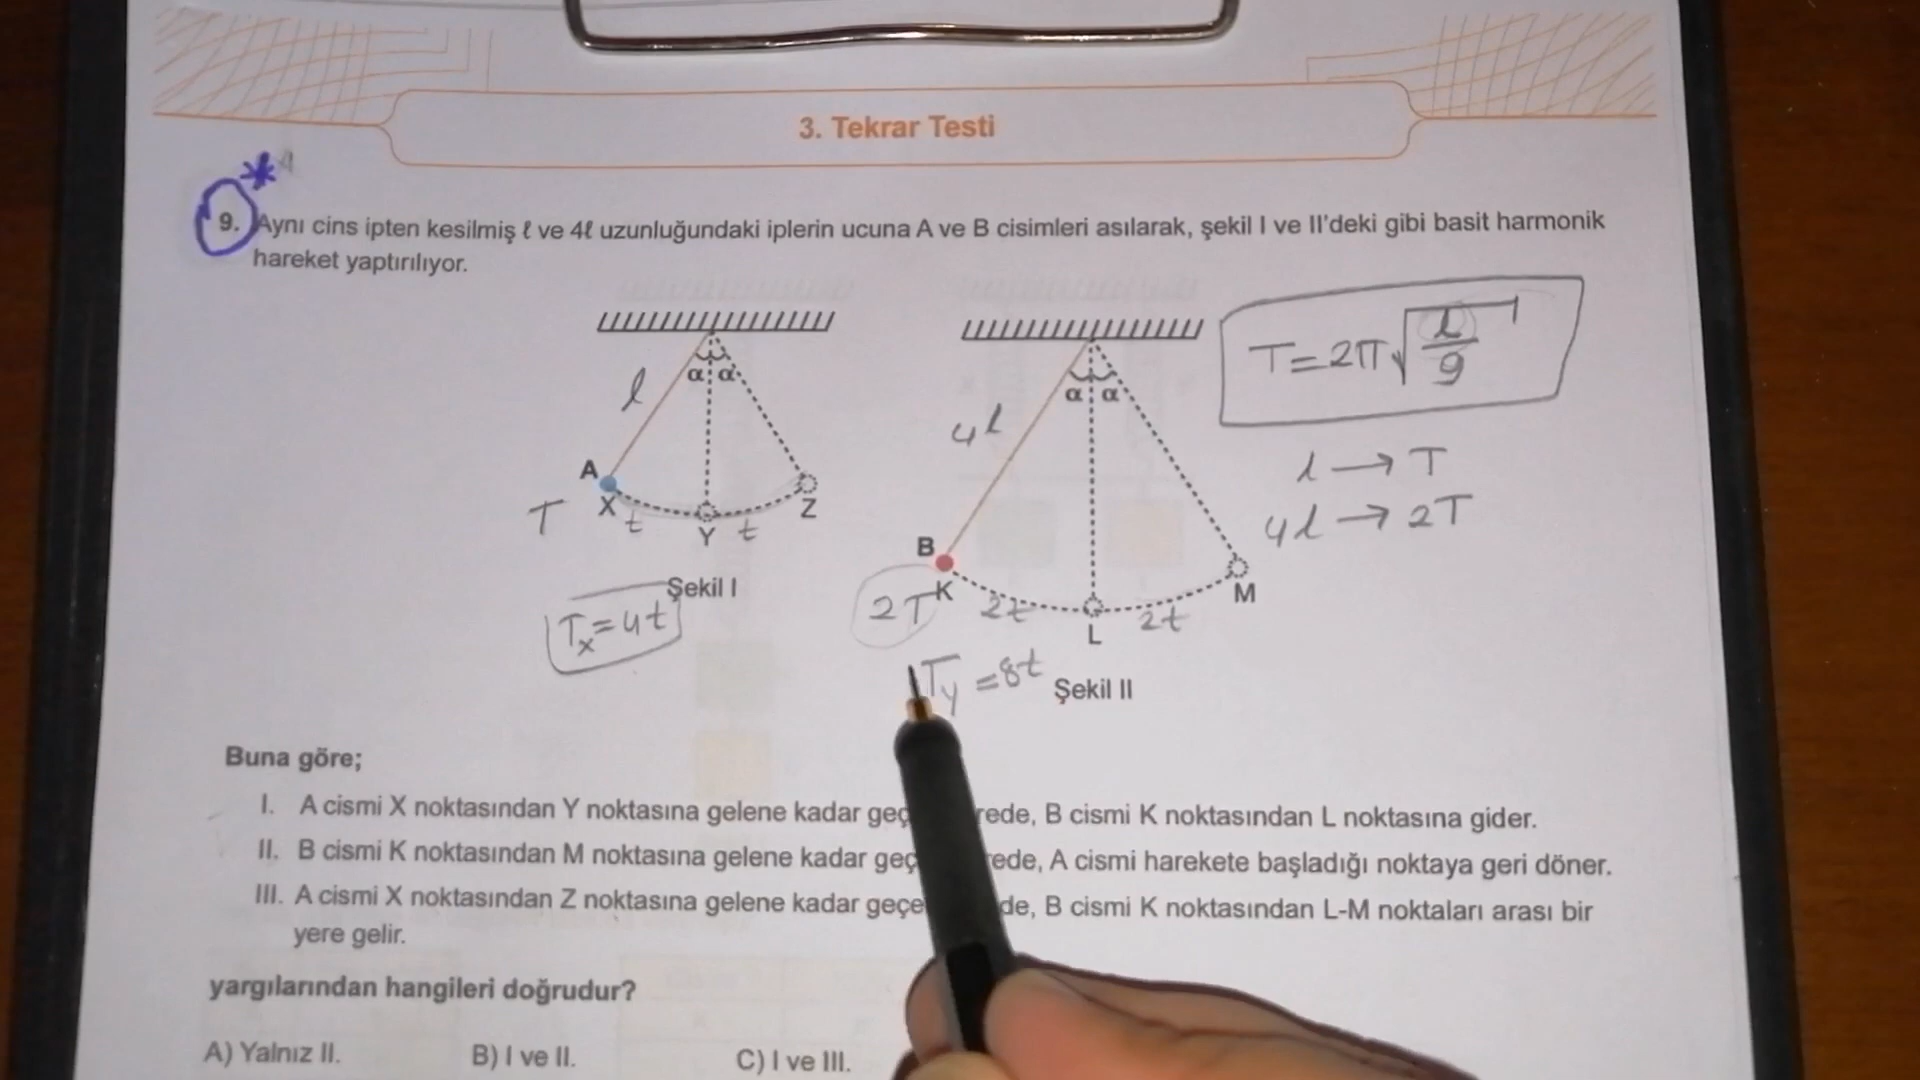 3. Tekrar Testi
9. Aynı cins ipten kesilmiş ℓ ve 4ℓ uzunluğundaki iplerin ucuna A ve B cisimleri asılarak, şekil I ve II'deki gibi basit harmonik
hareket yaptırılıyor.
T=2π√(l/g)
α α
α α
l
4l
l → T
4l → 2T
A
X
t
Y
t
Z
T
B
K
2T
2t
L
2t
M
Şekil I
Tx=4t
Ty=8t
Şekil II
Buna göre;
I. A cismi X noktasından Y noktasına gelene kadar rede, B cismi K noktasından L noktasına gider.
II. B cismi K noktasından M noktasına gelene kadar ede, A cismi harekete başladığı noktaya geri döner.
III. A cismi X noktasından Z noktasına gelene kadar geçe de, B cismi K noktasından L-M noktaları arası bir
yere gelir.
yargılarından hangileri doğrudur?
A) Yalnız II. B) I ve II. C) I ve III.